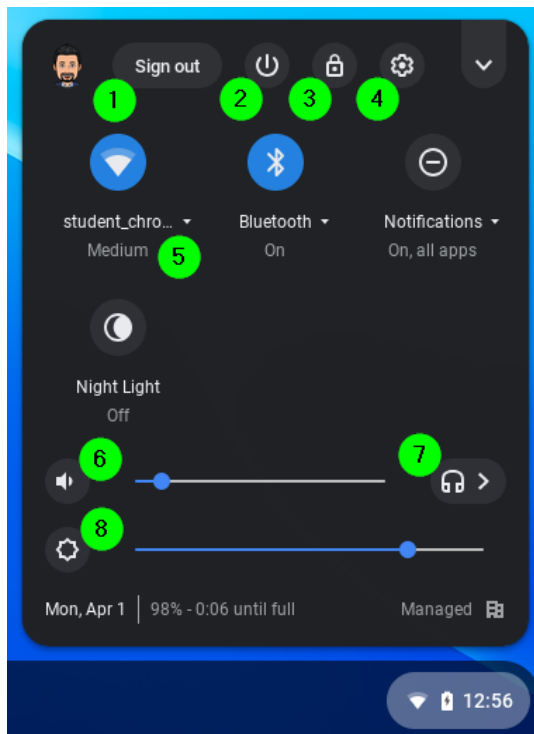 Sign out
1
2
3
4
student_chro...
Bluetooth
Notifications
Medium
5
On
On, all apps
Night Light
Off
6
7
8
Mon, Apr 1
98% - 0:06 until full
Managed
12:56